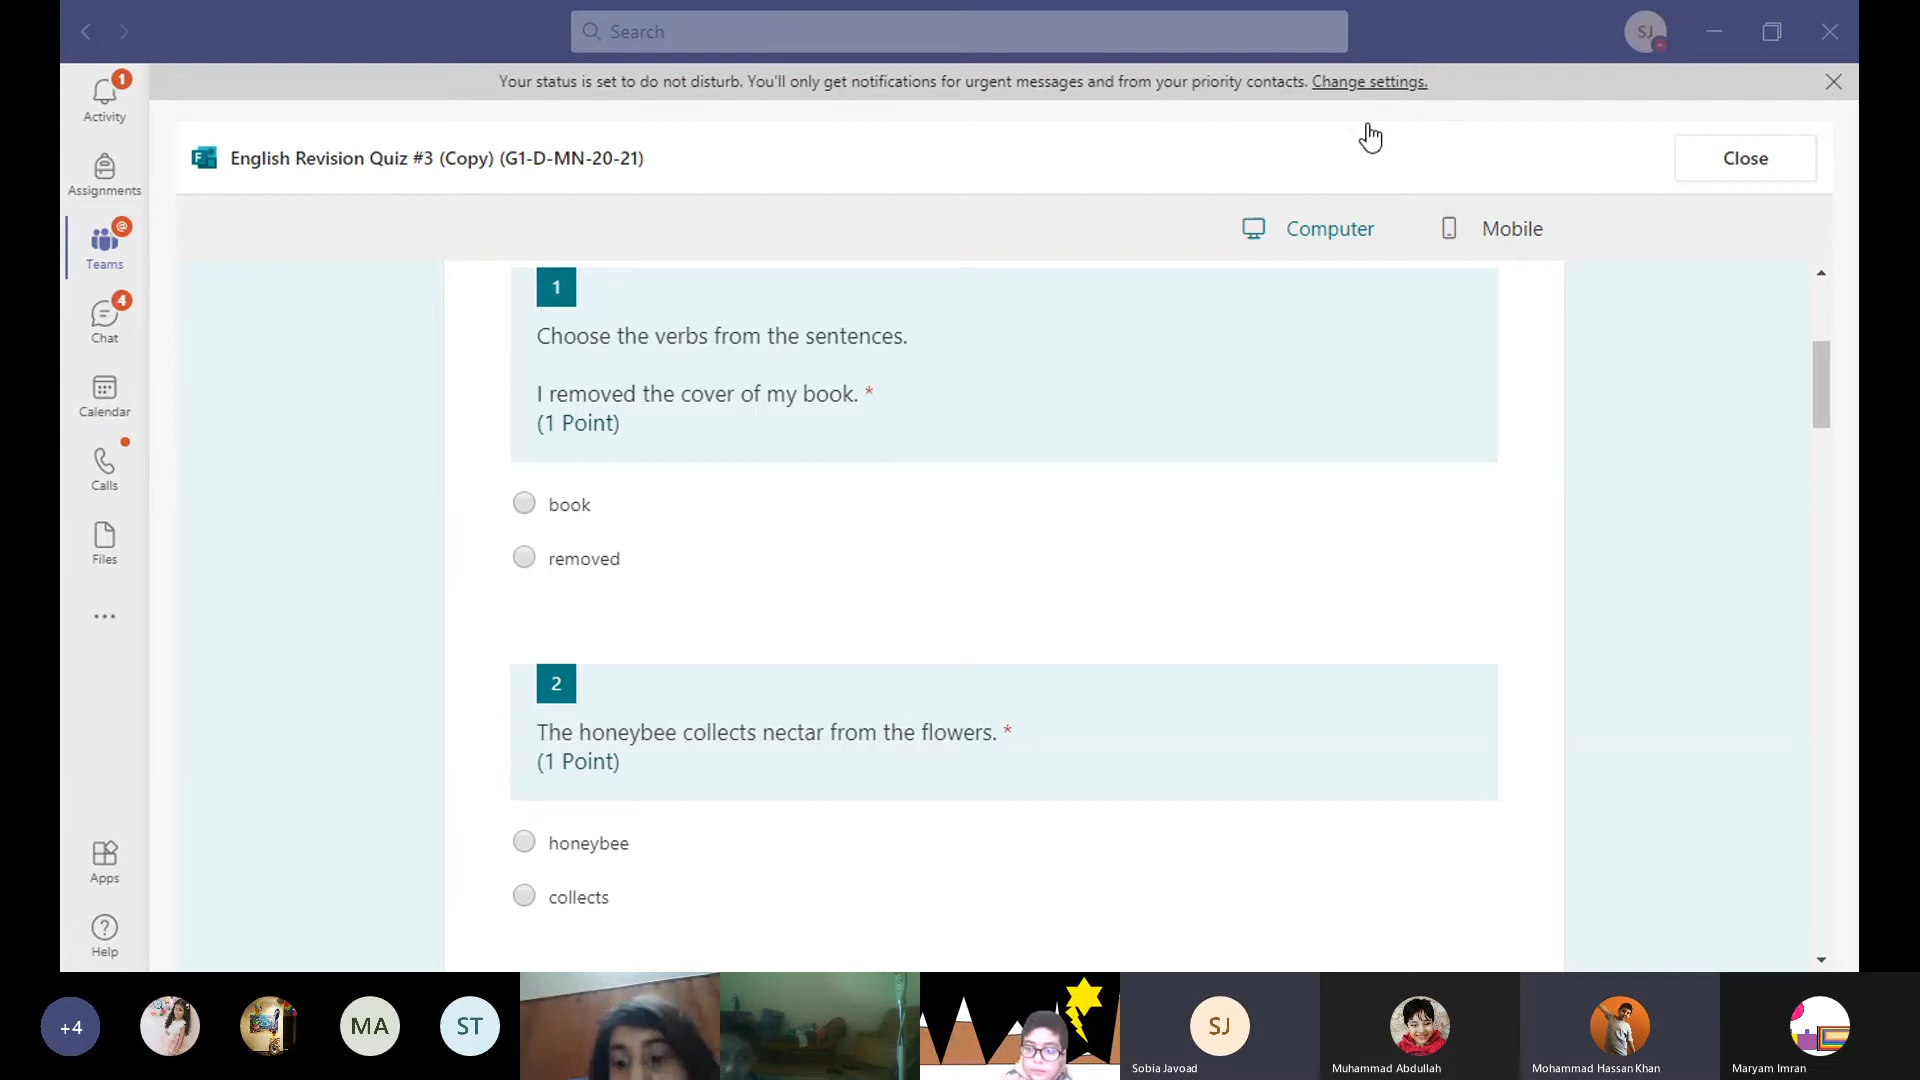 Search
SJ
Your status is set to do not disturb. You'll only get notifications for urgent messages and from your priority contacts. Change settings.
1
Activity
Assignments
@
Teams
4
Chat
Calendar
Calls
Files
Apps
Help
English Revision Quiz #3 (Copy) (G1-D-MN-20-21)
Close
Computer
Mobile
1
Choose the verbs from the sentences.
I removed the cover of my book. *
(1 Point)
book
removed
2
The honeybee collects nectar from the flowers. *
(1 Point)
honeybee
collects
+4
MA
ST
SJ
Sobia Javoad
Muhammad Abdullah
Mohammad Hassan Khan
Maryam Imran